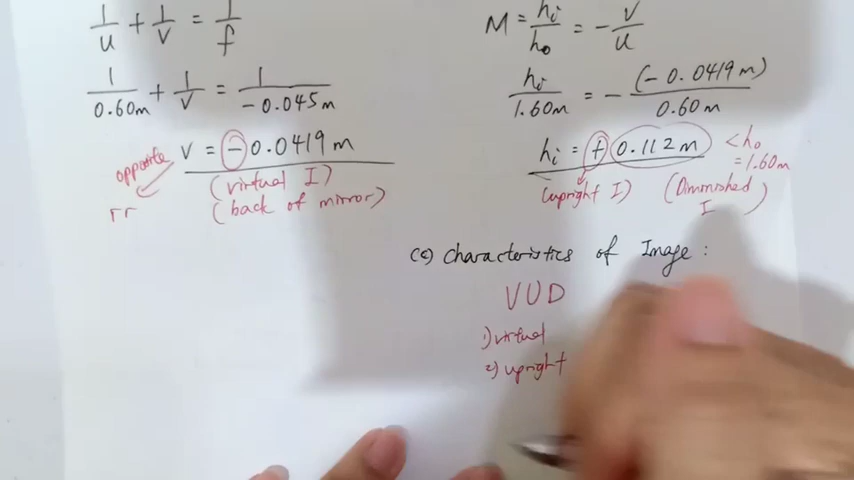 1/u + 1/v = 1/f
1/0.60m + 1/v = 1/-0.045m
v = -0.0419 m
opposite
rr
(virtual I)
(back of mirror)
M = hi/ho = - v/u
hi/1.60m = - (-0.0419m)/0.60m
hi = + 0.112 m
< ho
= 1.60m
(upright I)
(Diminished
I )
(c) Characteristics of Image :
VUD
1) virtual
2) upright